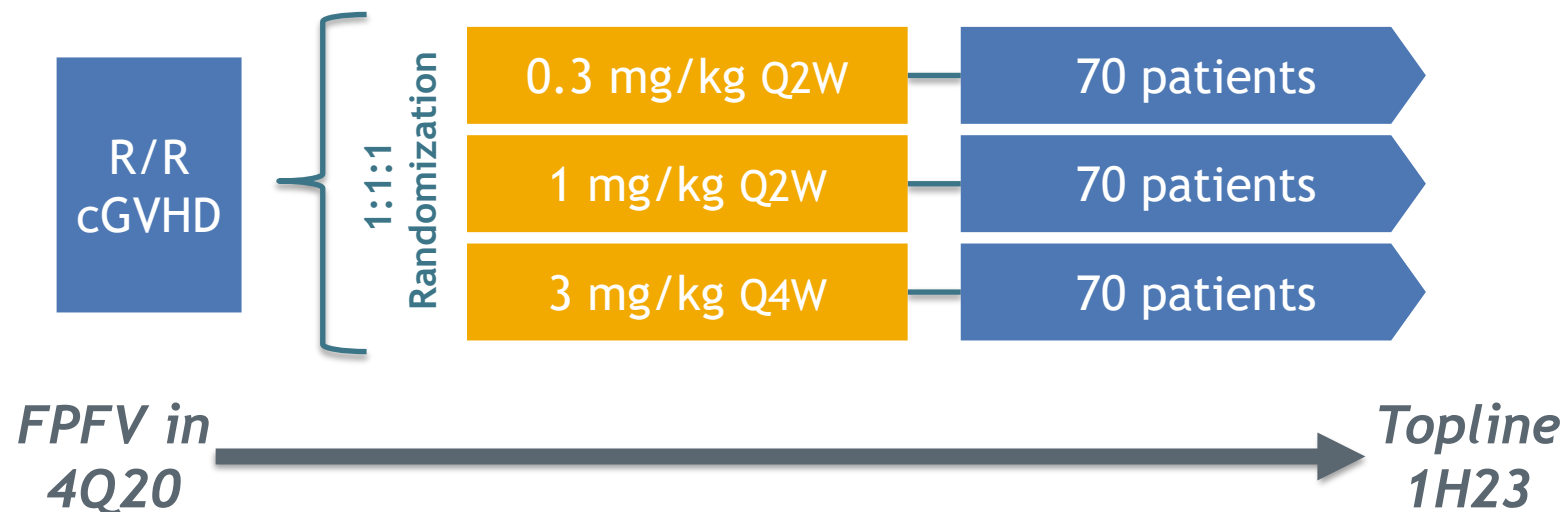 R/R
cGVHD
1:1:1
Randomization
0.3 mg/kg Q2W
70 patients
1 mg/kg Q2W
70 patients
3 mg/kg Q4W
70 patients
FPFV in
4Q20
Topline
1H23